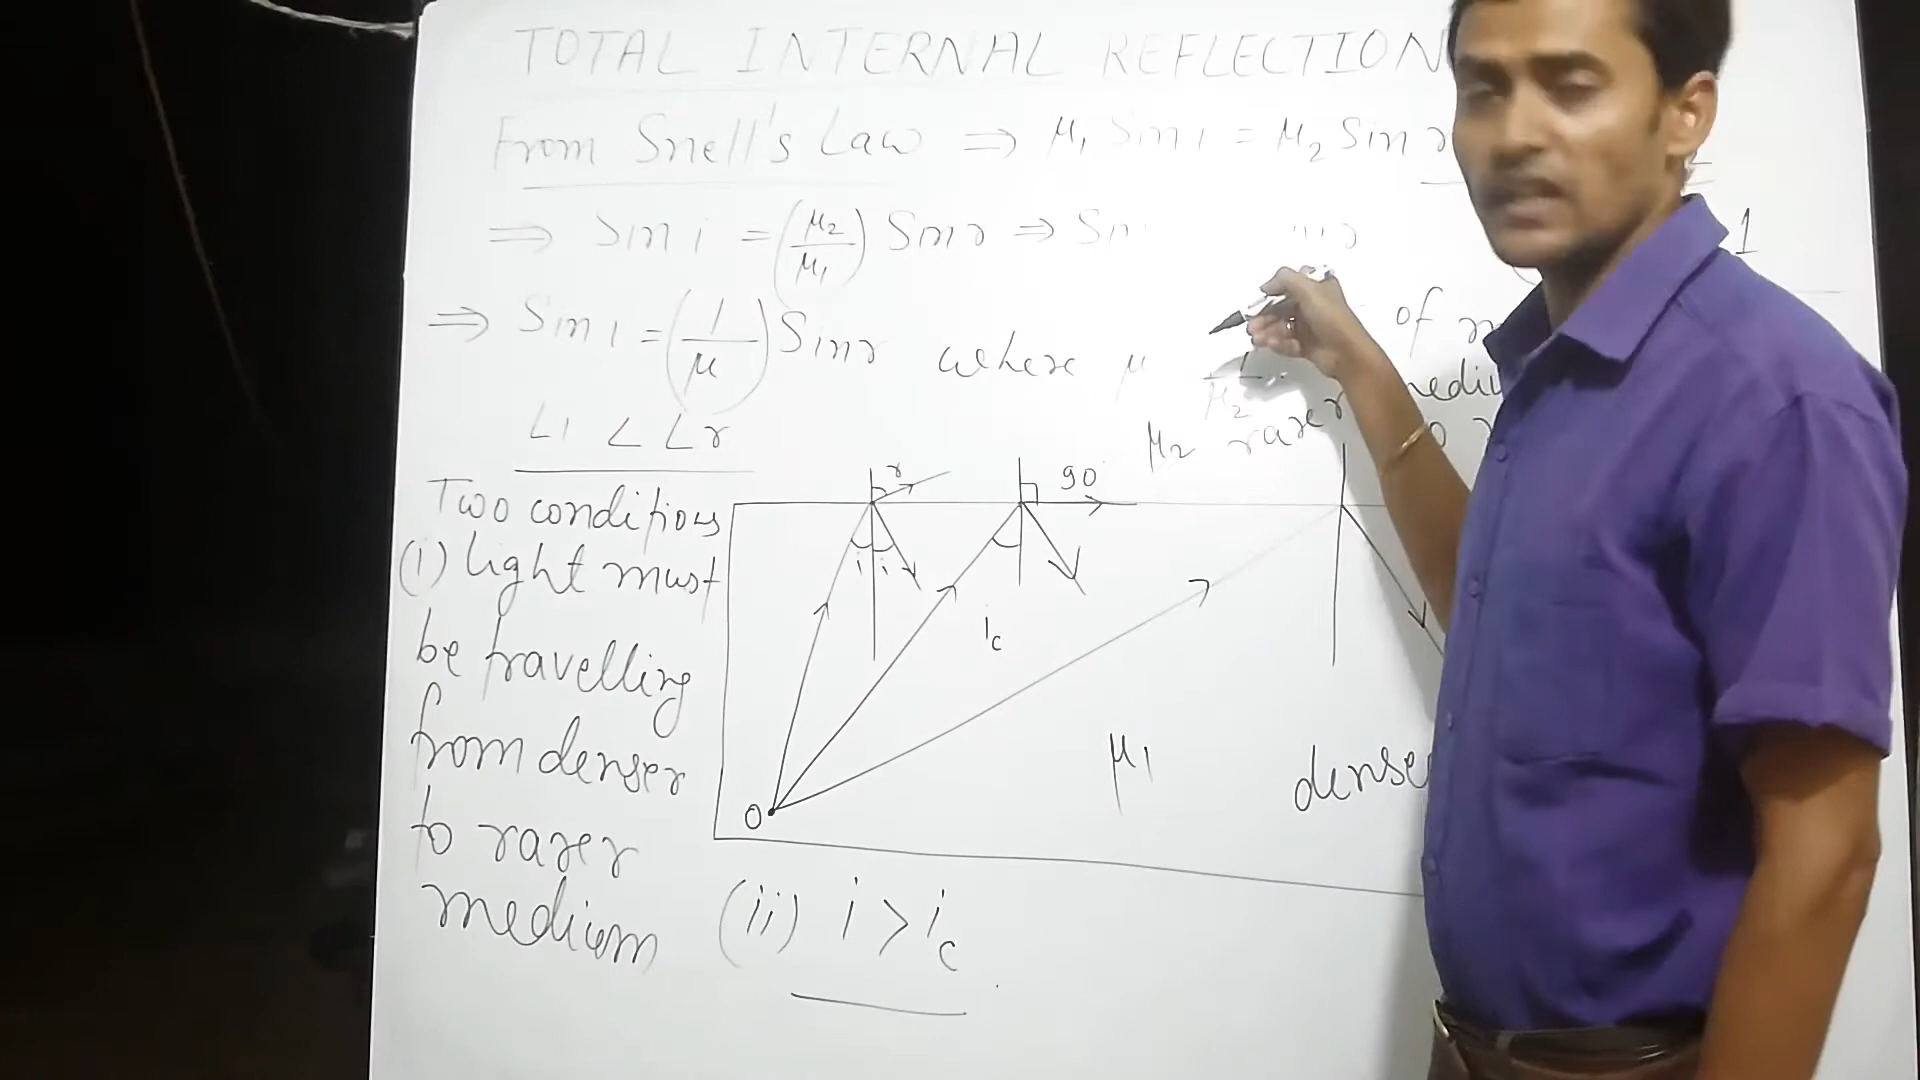 TOTAL INTERNAL REFLECTION
From Snell's Law ⇒ μ₁ Sin i = μ₂ Sin r
⇒ Sin i = (μ₂/μ₁) Sin r ⇒ Sin
1
⇒ Sin i = (1/μ) Sin r where μ
of
∠i < ∠r
μ₂ rarer
Two conditions
(i) light must
be travelling
from denser
to rarer
medium
(ii) i > i_c
r
90
i i
i_c
μ₁ dense
O